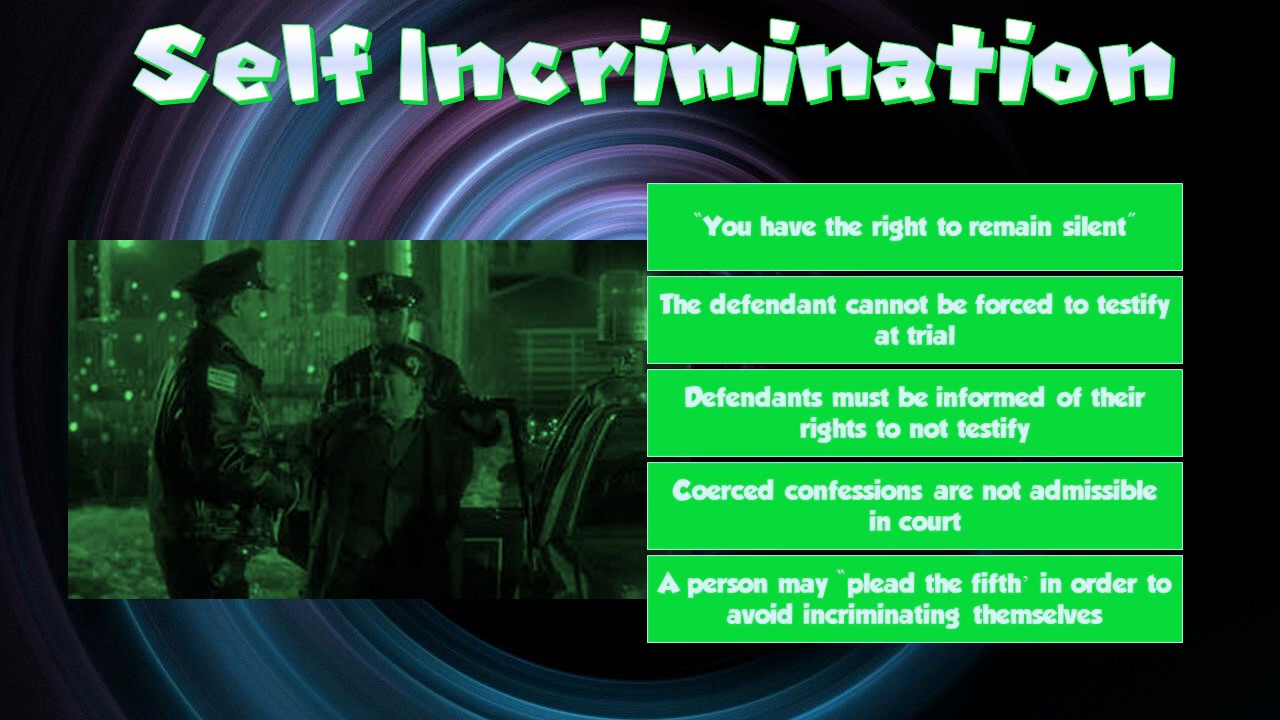 Self Incrimination
“You have the right to remain silent”
The defendant cannot be forced to testify
at trial
Defendants must be informed of their
rights to not testify
Coerced confessions are not admissible
in court
A person may “plead the fifth’ in order to
avoid incriminating themselves